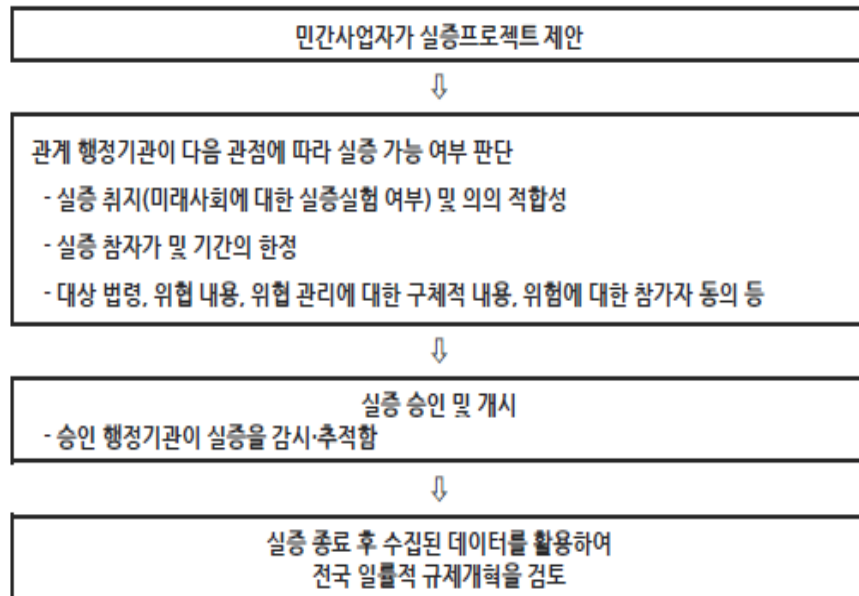 민간사업자가 실증프로젝트 제안
⇩
관계 행정기관이 다음 관점에 따라 실증 가능 여부 판단
- 실증 취지(미래사회에 대한 실증실험 여부) 및 의의 적합성
- 실증 참자가 및 기간의 한정
- 대상 법령, 위협 내용, 위협 관리에 대한 구체적 내용, 위험에 대한 참가자 동의 등
⇩
실증 승인 및 개시
- 승인 행정기관이 실증을 감시·추적함
⇩
실증 종료 후 수집된 데이터를 활용하여
전국 일률적 규제개혁을 검토